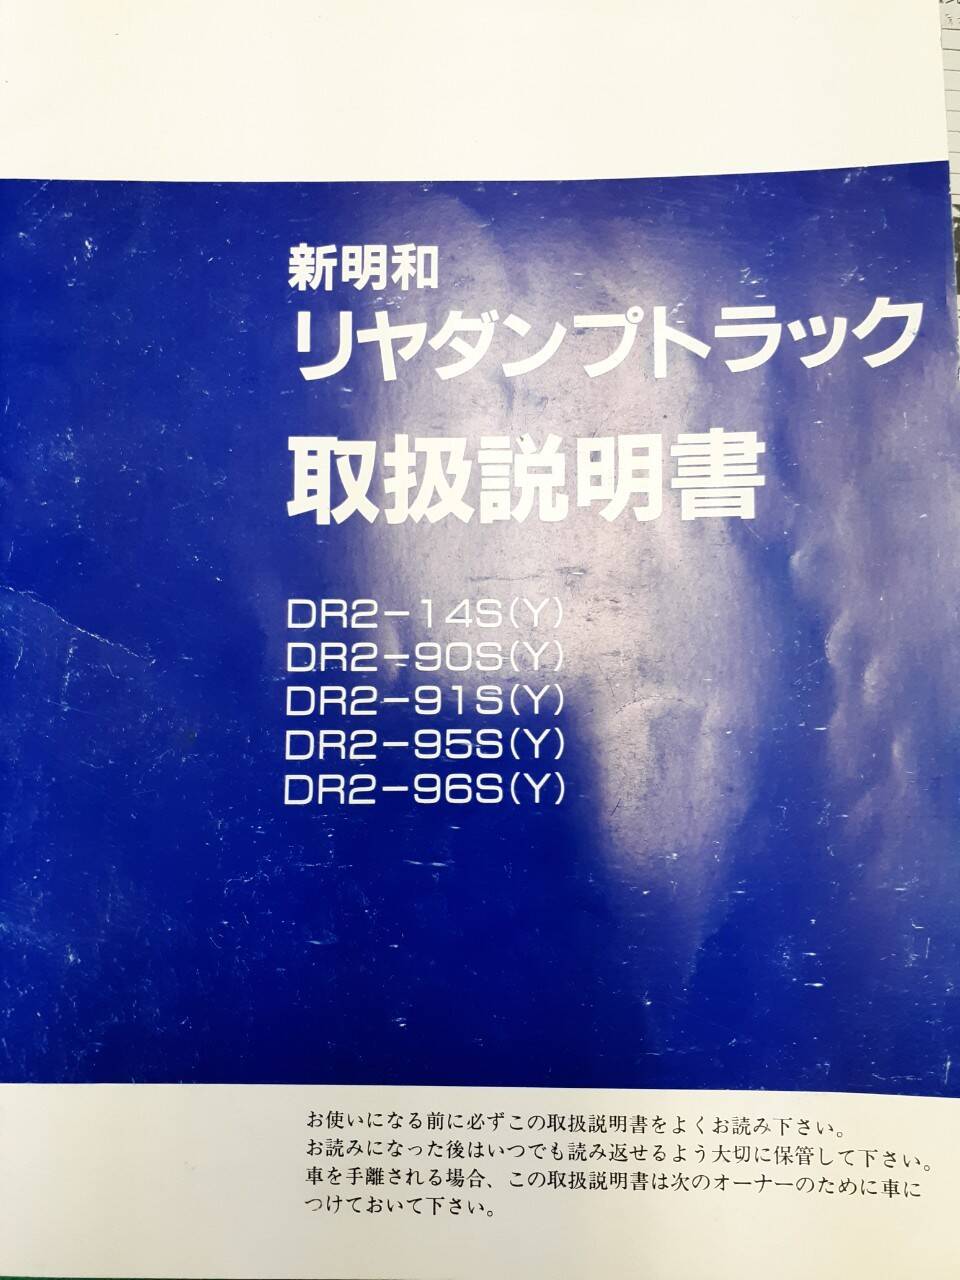 新明和
リヤダンプトラック
取扱説明書
DR2-14S(Y)
DR2-90S(Y)
DR2-91S(Y)
DR2-95S(Y)
DR2-96S(Y)
お使いになる前に必ずこの取扱説明書をよくお読み下さい。
お読みになった後はいつでも読み返せるよう大切に保管して下さい。
車を手離される場合、この取扱説明書は次のオーナーのために車に
つけておいて下さい。